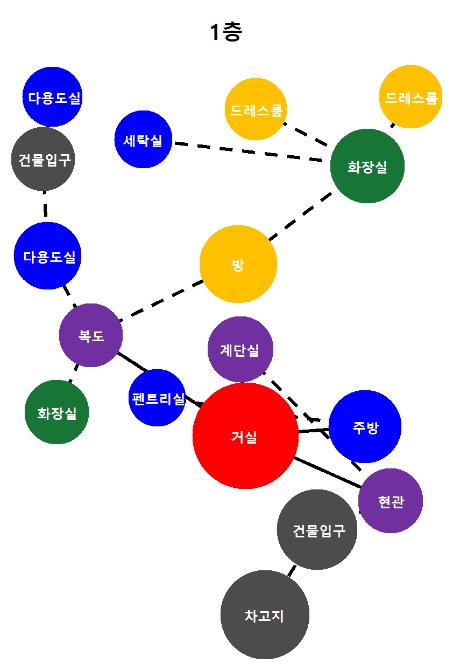 1층
다용도실
드레스룸
드레스룸
세탁실
건물입구
화장실
다용도실
방
복도
계단실
펜트리실
화장실
거실
주방
현관
건물입구
차고지